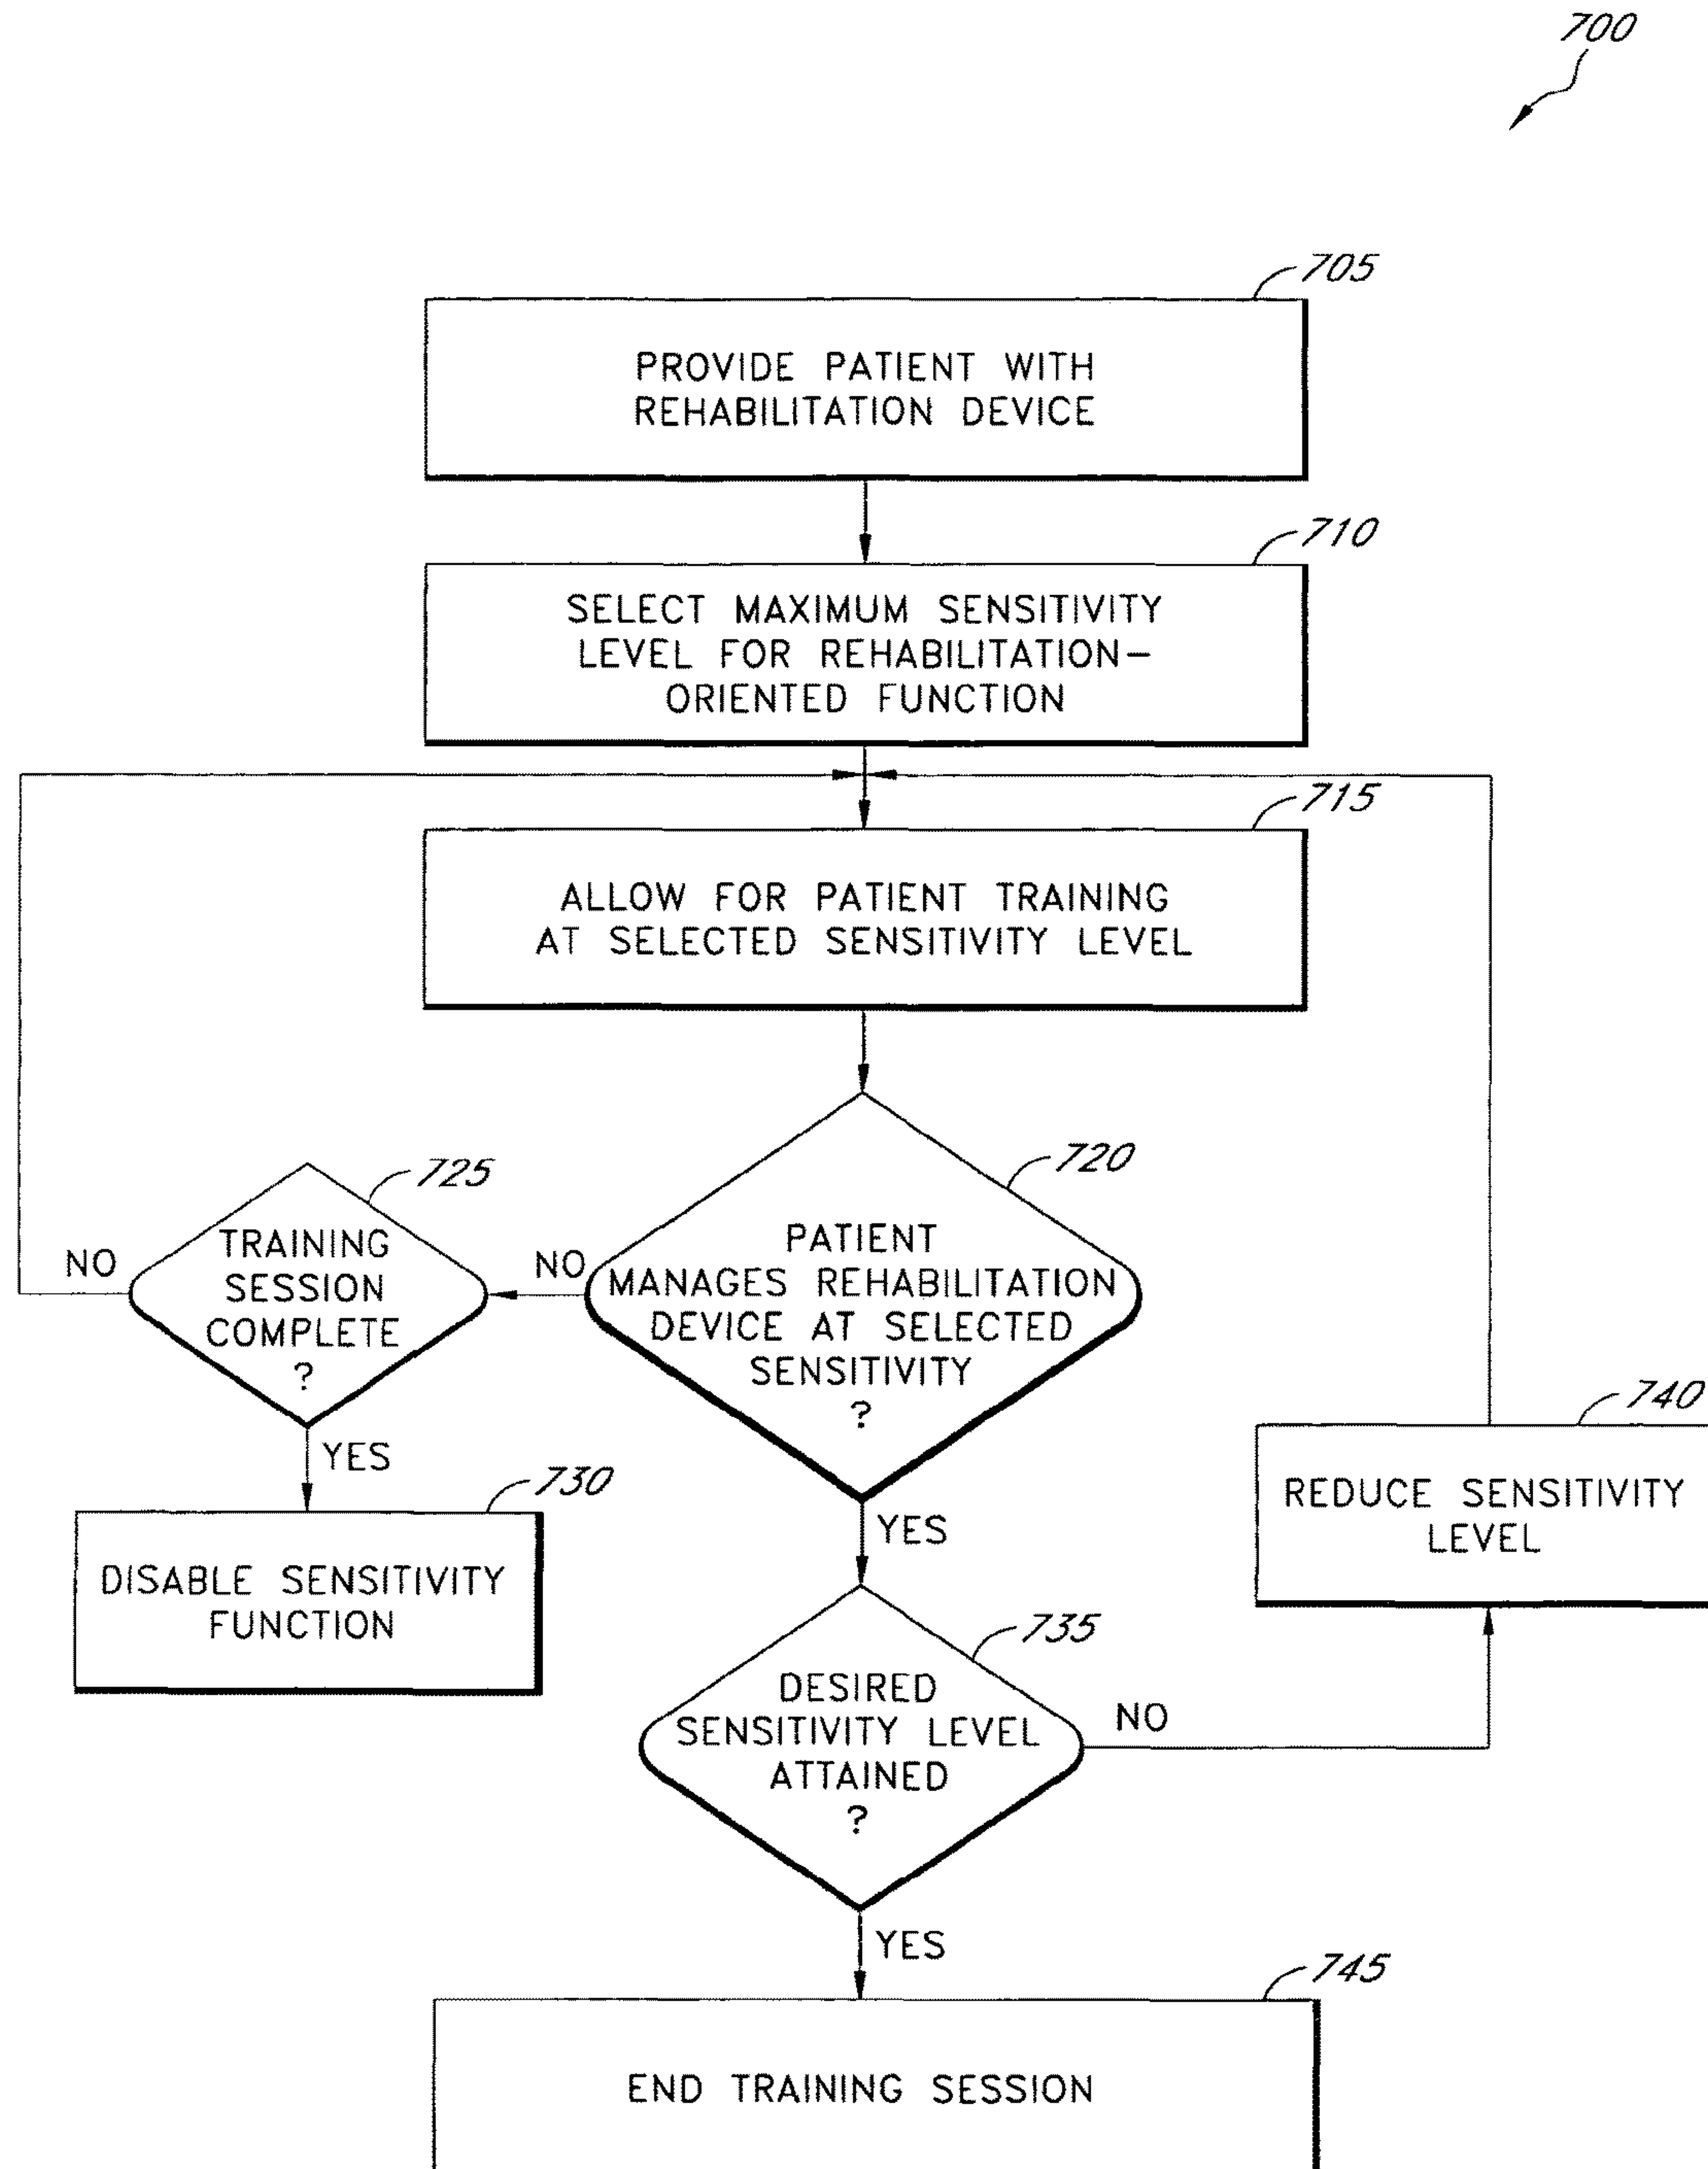 700
705
PROVIDE PATIENT WITH
REHABILITATION DEVICE
710
SELECT MAXIMUM SENSITIVITY
LEVEL FOR REHABILITATION-
ORIENTED FUNCTION
715
ALLOW FOR PATIENT TRAINING
AT SELECTED SENSITIVITY LEVEL
720
PATIENT
MANAGES REHABILITATION
DEVICE AT SELECTED
SENSITIVITY
?
NO
725
TRAINING
SESSION
COMPLETE
?
NO
YES
730
DISABLE SENSITIVITY
FUNCTION
YES
735
DESIRED
SENSITIVITY LEVEL
ATTAINED
?
NO
740
REDUCE SENSITIVITY
LEVEL
YES
745
END TRAINING SESSION